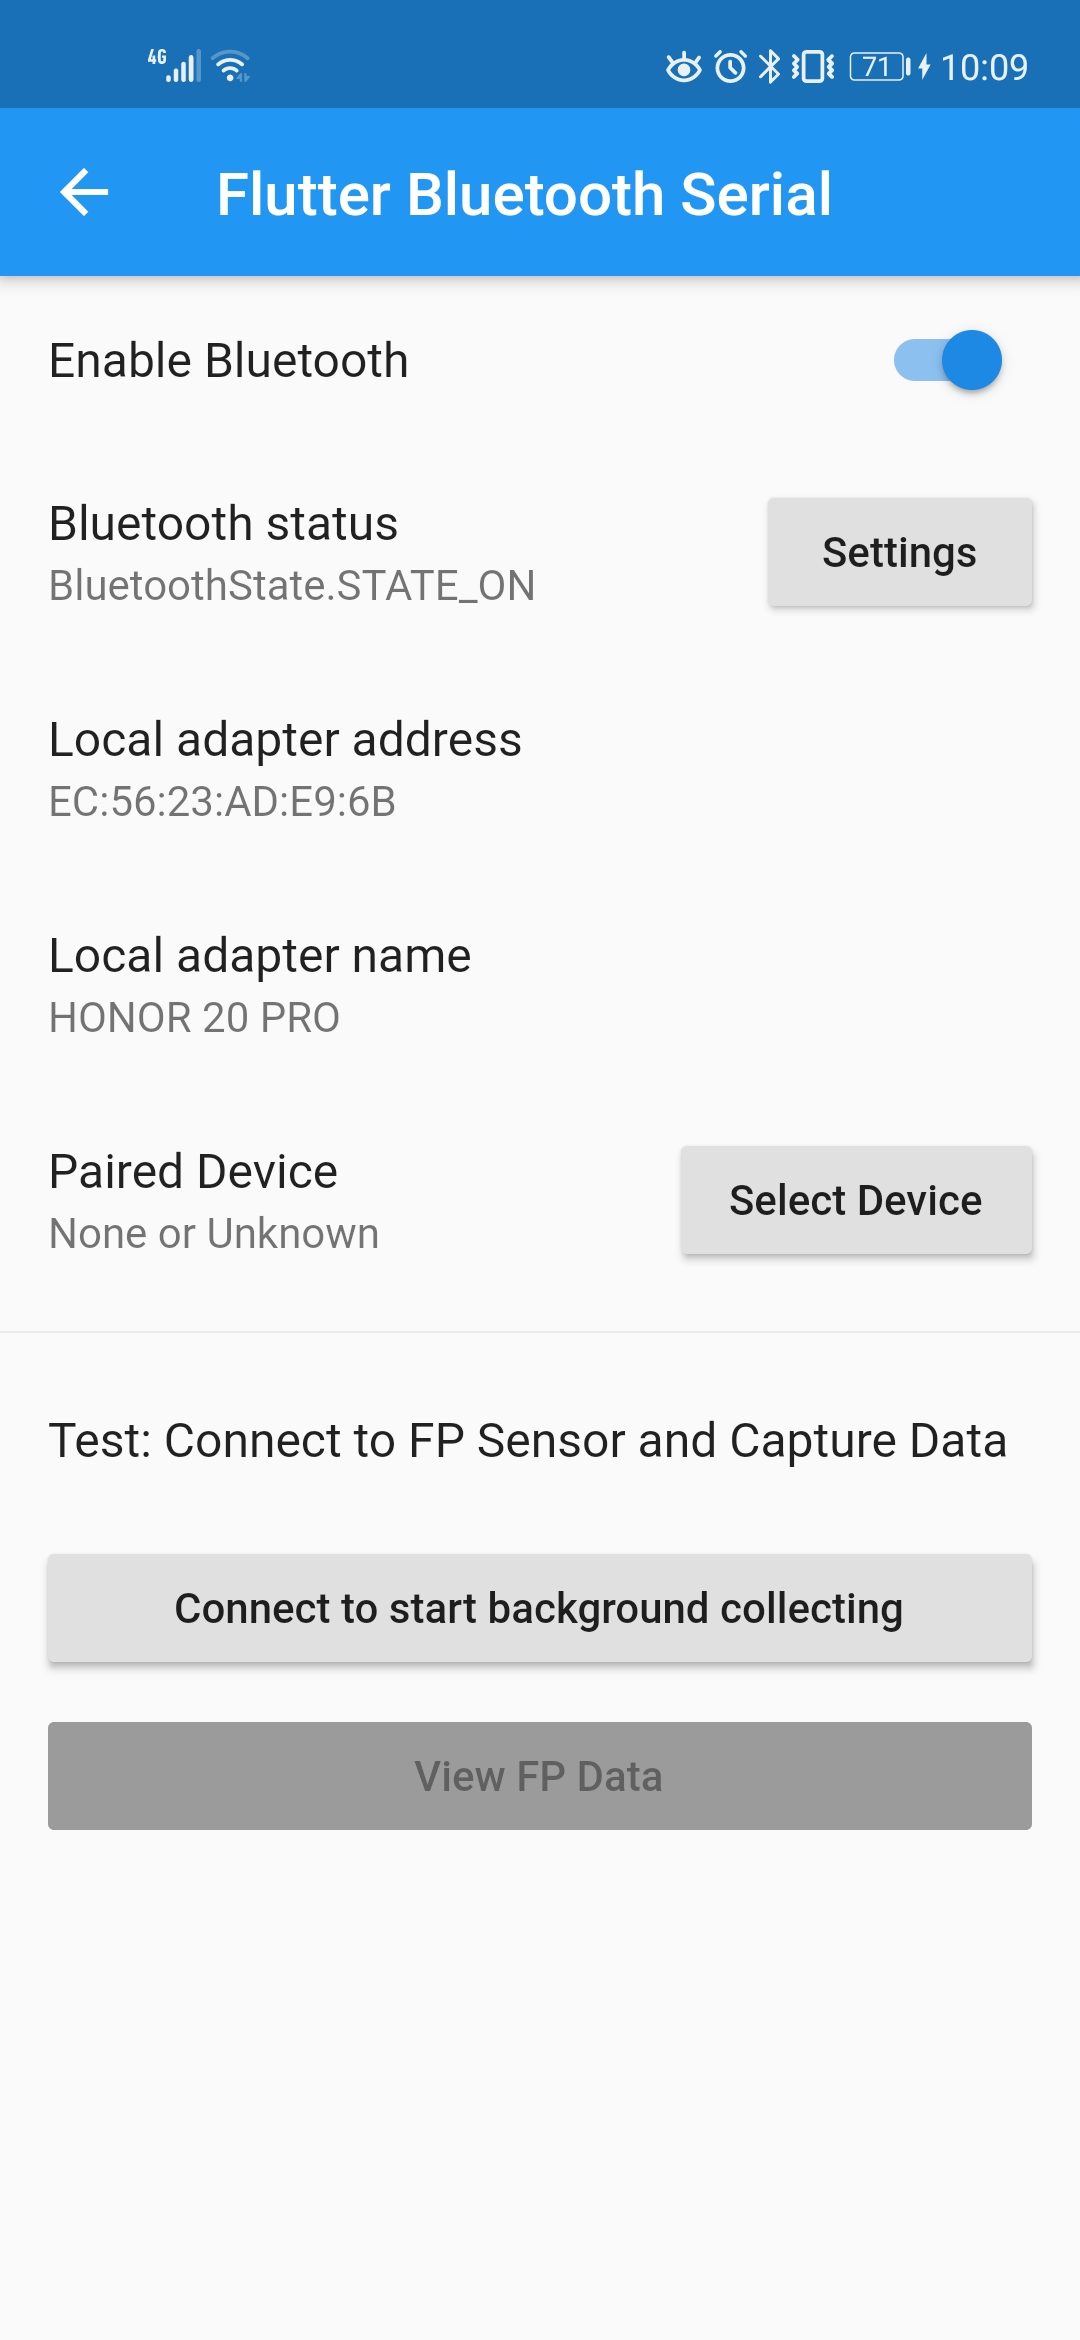 4G 71 10:09
Flutter Bluetooth Serial
Enable Bluetooth
Bluetooth status
BluetoothState.STATE_ON
Settings
Local adapter address
EC:56:23:AD:E9:6B
Local adapter name
HONOR 20 PRO
Paired Device
None or Unknown
Select Device
Test: Connect to FP Sensor and Capture Data
Connect to start background collecting
View FP Data